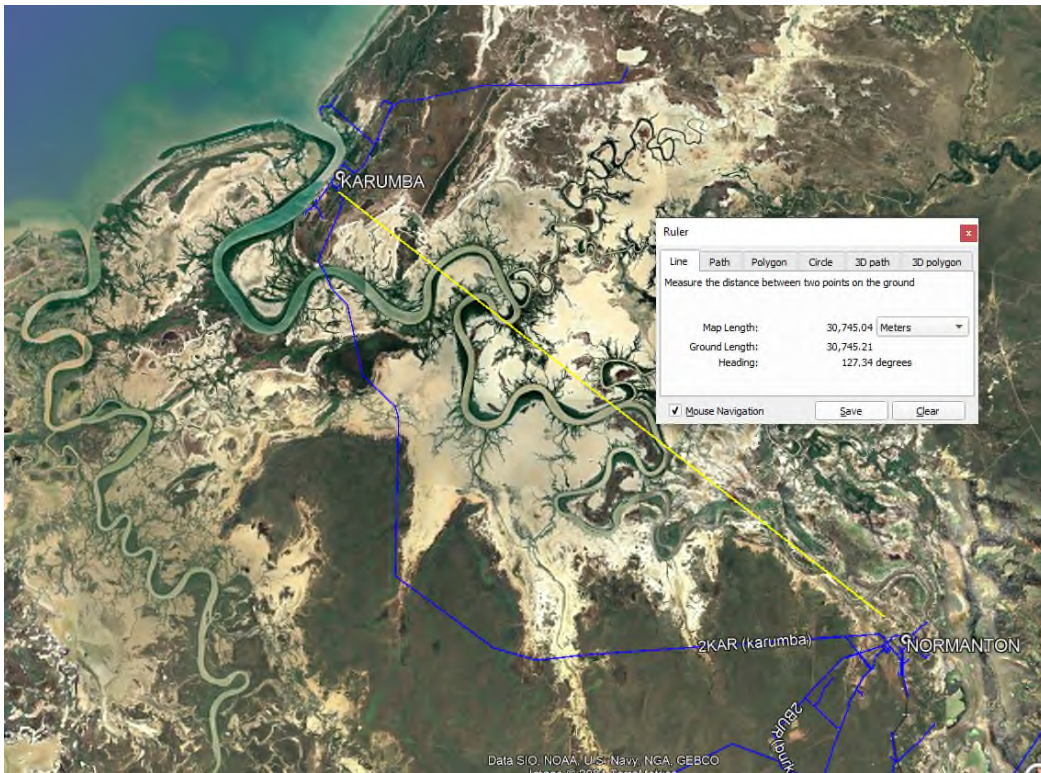 KARUMBA
Ruler
x
Line Path Polygon Circle 3D path 3D polygon
Measure the distance between two points on the ground
Map Length: 30,745.04 Meters
Ground Length: 30,745.21
Heading: 127.34 degrees
Mouse Navigation Save Clear
2KAR (karumba)
NORMANTON
Data SIO, NOAA, U.S. Navy, NGA, GEBCO